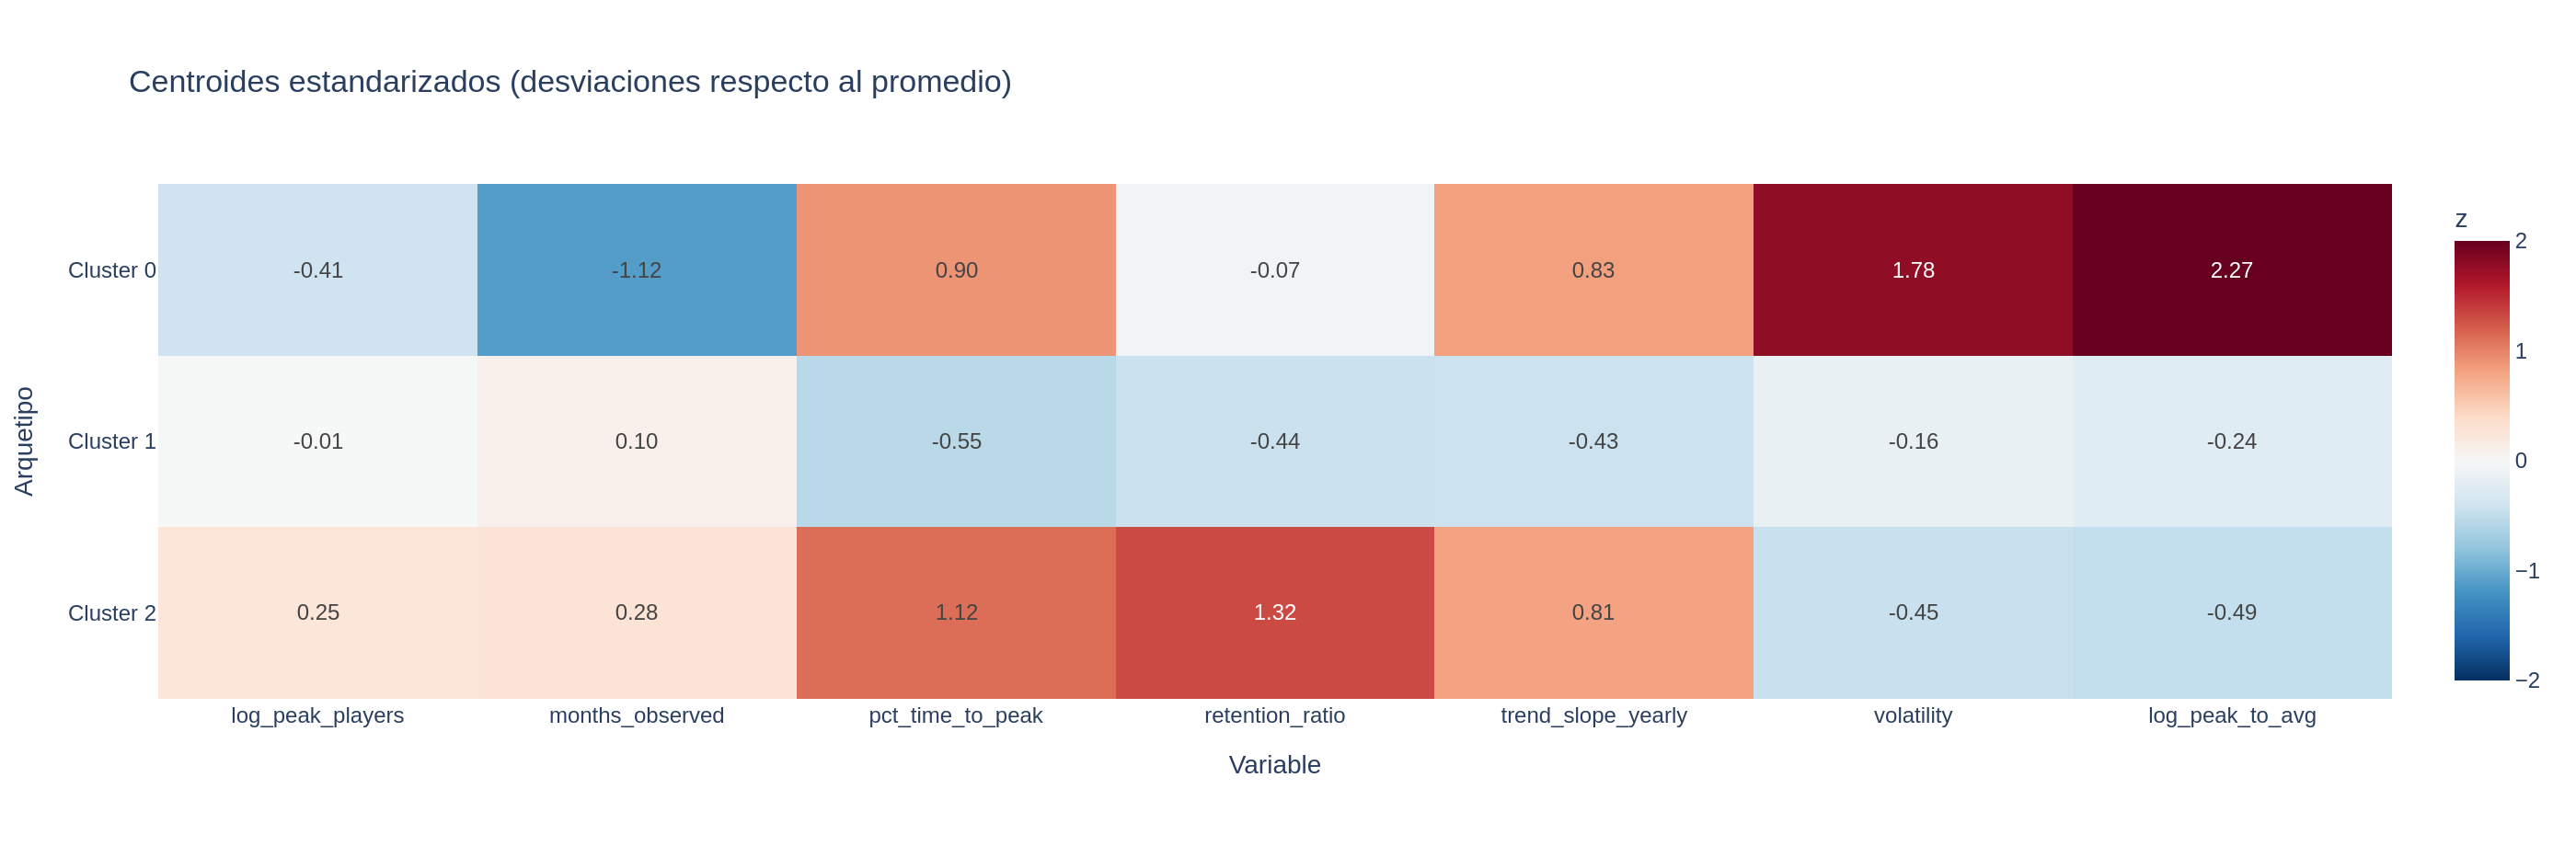 Centroides estandarizados (desviaciones respecto al promedio)
z
2
1
0
−1
−2
Arquetipo
Cluster 0 -0.41 -1.12 0.90 -0.07 0.83 1.78 2.27
Cluster 1 -0.01 0.10 -0.55 -0.44 -0.43 -0.16 -0.24
Cluster 2 0.25 0.28 1.12 1.32 0.81 -0.45 -0.49
log_peak_players months_observed pct_time_to_peak retention_ratio trend_slope_yearly volatility log_peak_to_avg
Variable